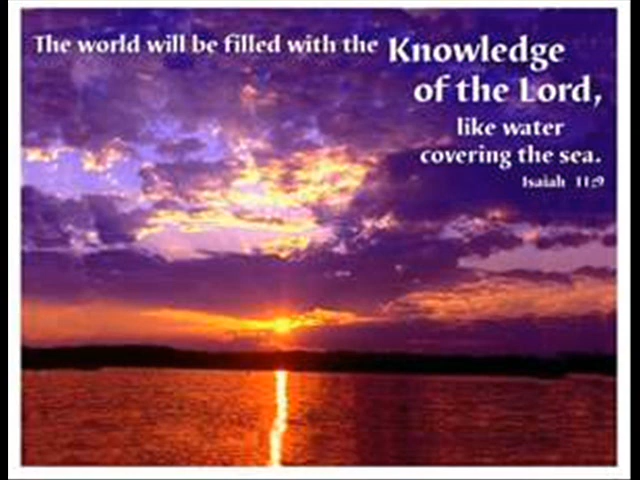 The world will be filled with the Knowledge
of the Lord,
like water
covering the sea.
Isaiah 11:9